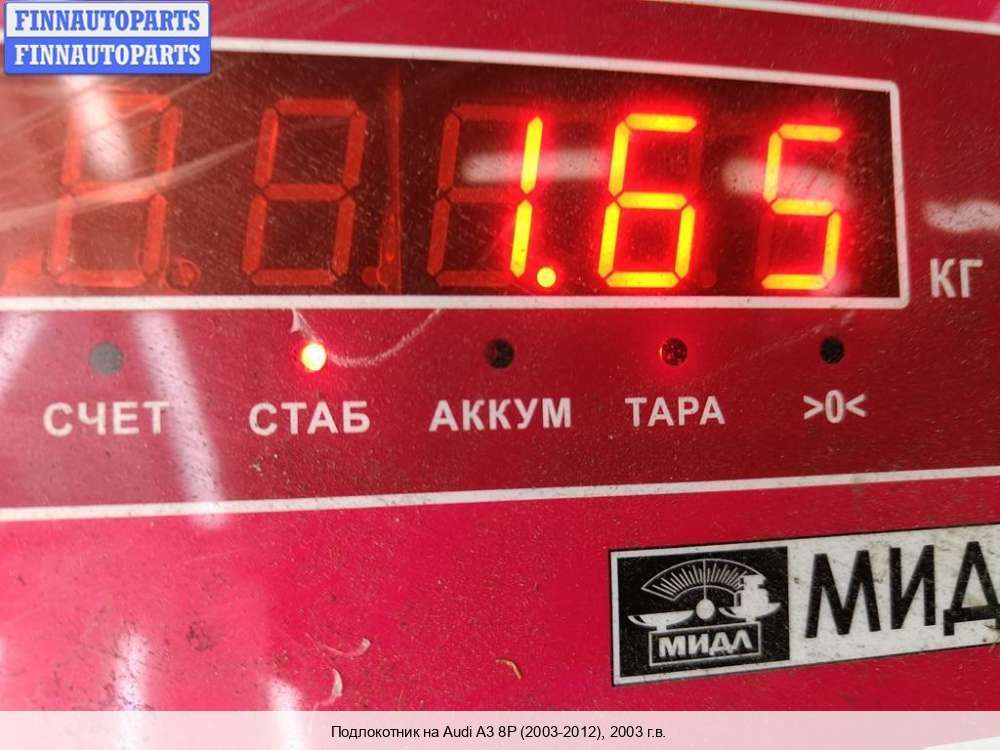 FINNAUTOPARTS
FINNAUTOPARTS
1.65
КГ
СЧЕТ СТАБ АККУМ ТАРА >0<
МИДЛ
МИД
Подлокотник на Audi A3 8P (2003-2012), 2003 г.в.